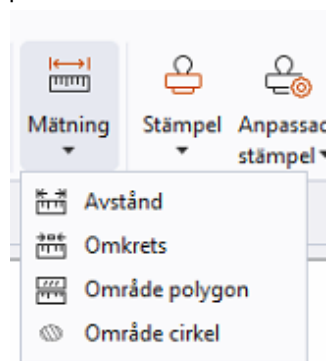 Mätning
Stämpel
Anpassad
stämpel
Avstånd
Omkrets
Område polygon
Område cirkel